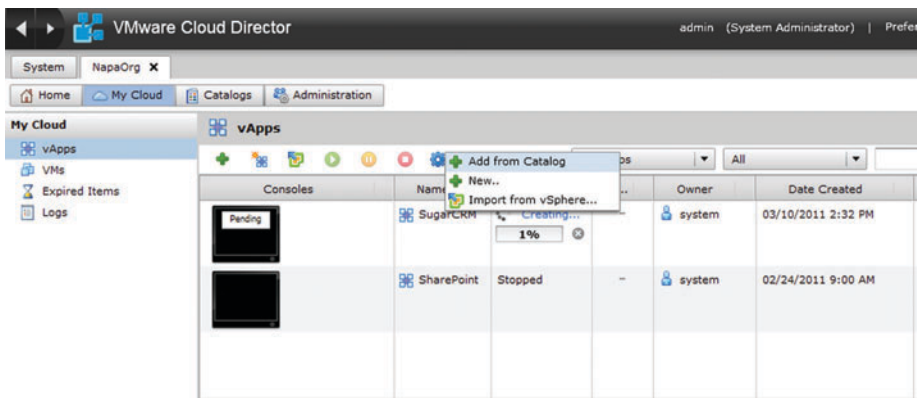 VMware Cloud Director
admin (System Administrator) |
System NapaOrg X
Home My Cloud Catalogs Administration
My Cloud
vApps
VMs
Expired Items
Logs
vApps
All
Add from Catalog
New..
Import from vSphere...
Consoles Owner Date Created
Pending SugarCRM Creating... – system 03/10/2011 2:32 PM
1%
SharePoint Stopped – system 02/24/2011 9:00 AM